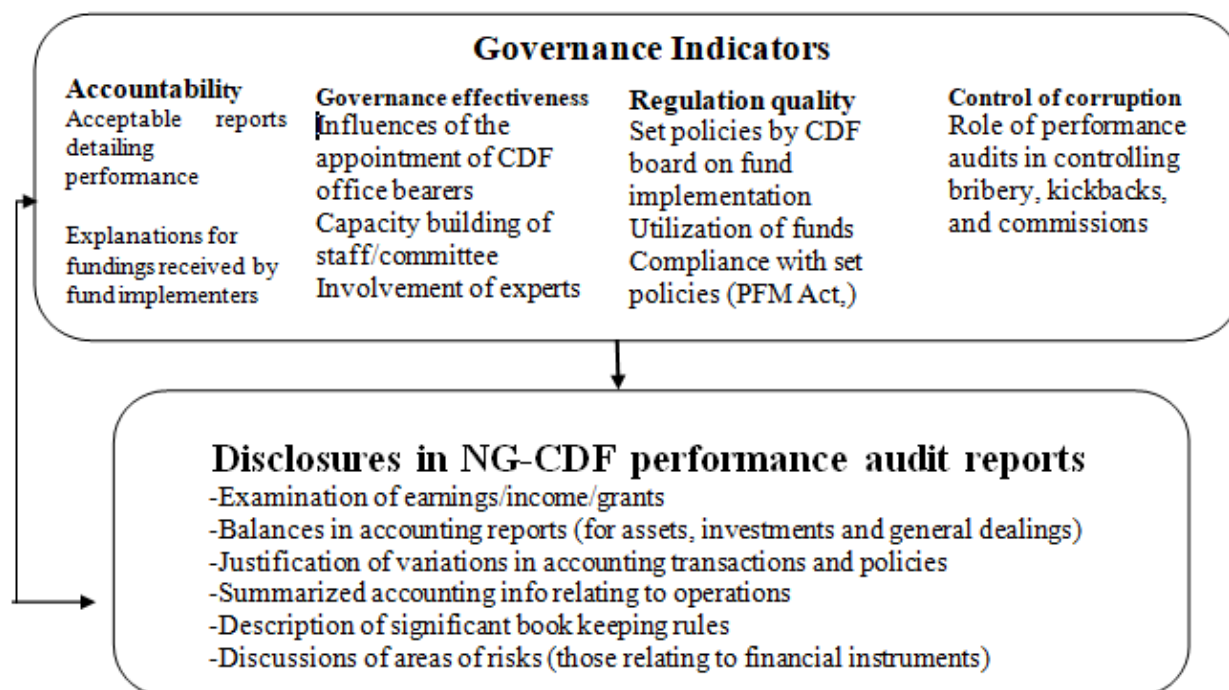 Governance Indicators
Accountability
Acceptable reports
detailing
performance
Explanations for
fundings received by
fund implementers
Governance effectiveness
Influences of the
appointment of CDF
office bearers
Capacity building of
staff/committee
Involvement of experts
Regulation quality
Set policies by CDF
board on fund
implementation
Utilization of funds
Compliance with set
policies (PFM Act,)
Control of corruption
Role of performance
audits in controlling
bribery, kickbacks,
and commissions
Disclosures in NG-CDF performance audit reports
-Examination of earnings/income/grants
-Balances in accounting reports (for assets, investments and general dealings)
-Justification of variations in accounting transactions and policies
-Summarized accounting info relating to operations
-Description of significant book keeping rules
-Discussions of areas of risks (those relating to financial instruments)